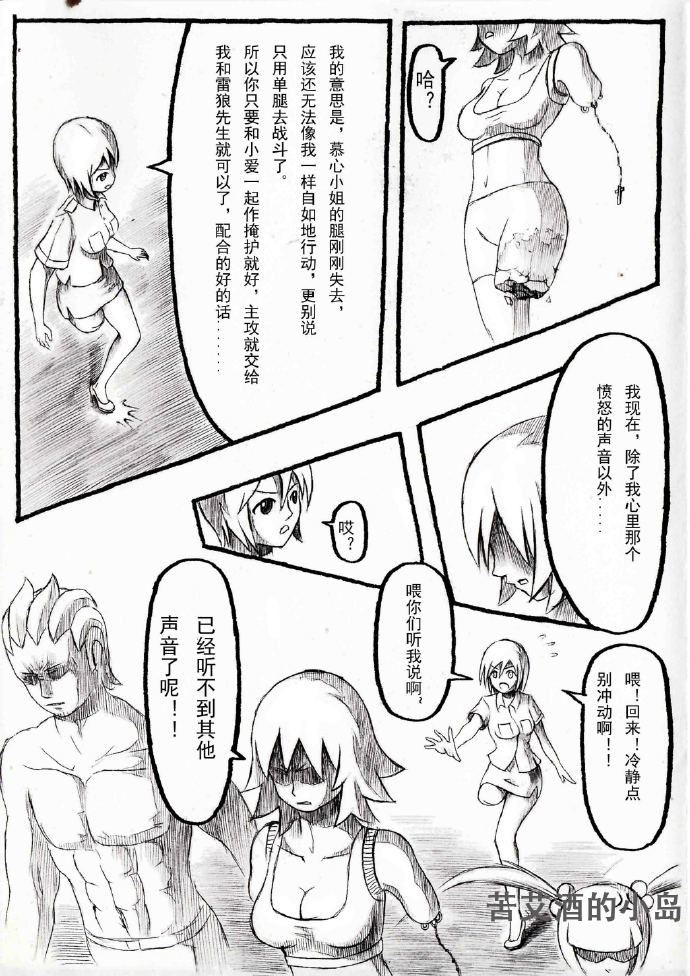 哈?
我的意思是，慕心小姐的腿刚刚失去，
应该还无法像我一样自如地行动，更别说
只用单腿去战斗了。
所以你只要和小爱一起作掩护就好，主攻就交给
我和雷狼先生就可以了，配合的好的话......
我现在，除了我心里那个
愤怒的声音以外.....
哎?
喂你们听我说啊?
喂！回来！冷静点
别冲动啊！！
已经听不到其他
声音了呢！！
苦艾酒的小岛